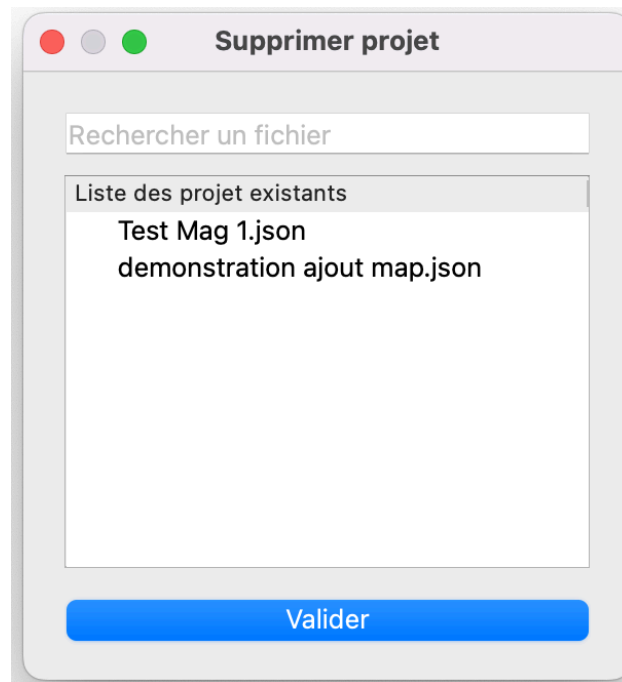 Supprimer projet
Rechercher un fichier
Liste des projet existants
Test Mag 1.json
demonstration ajout map.json
Valider